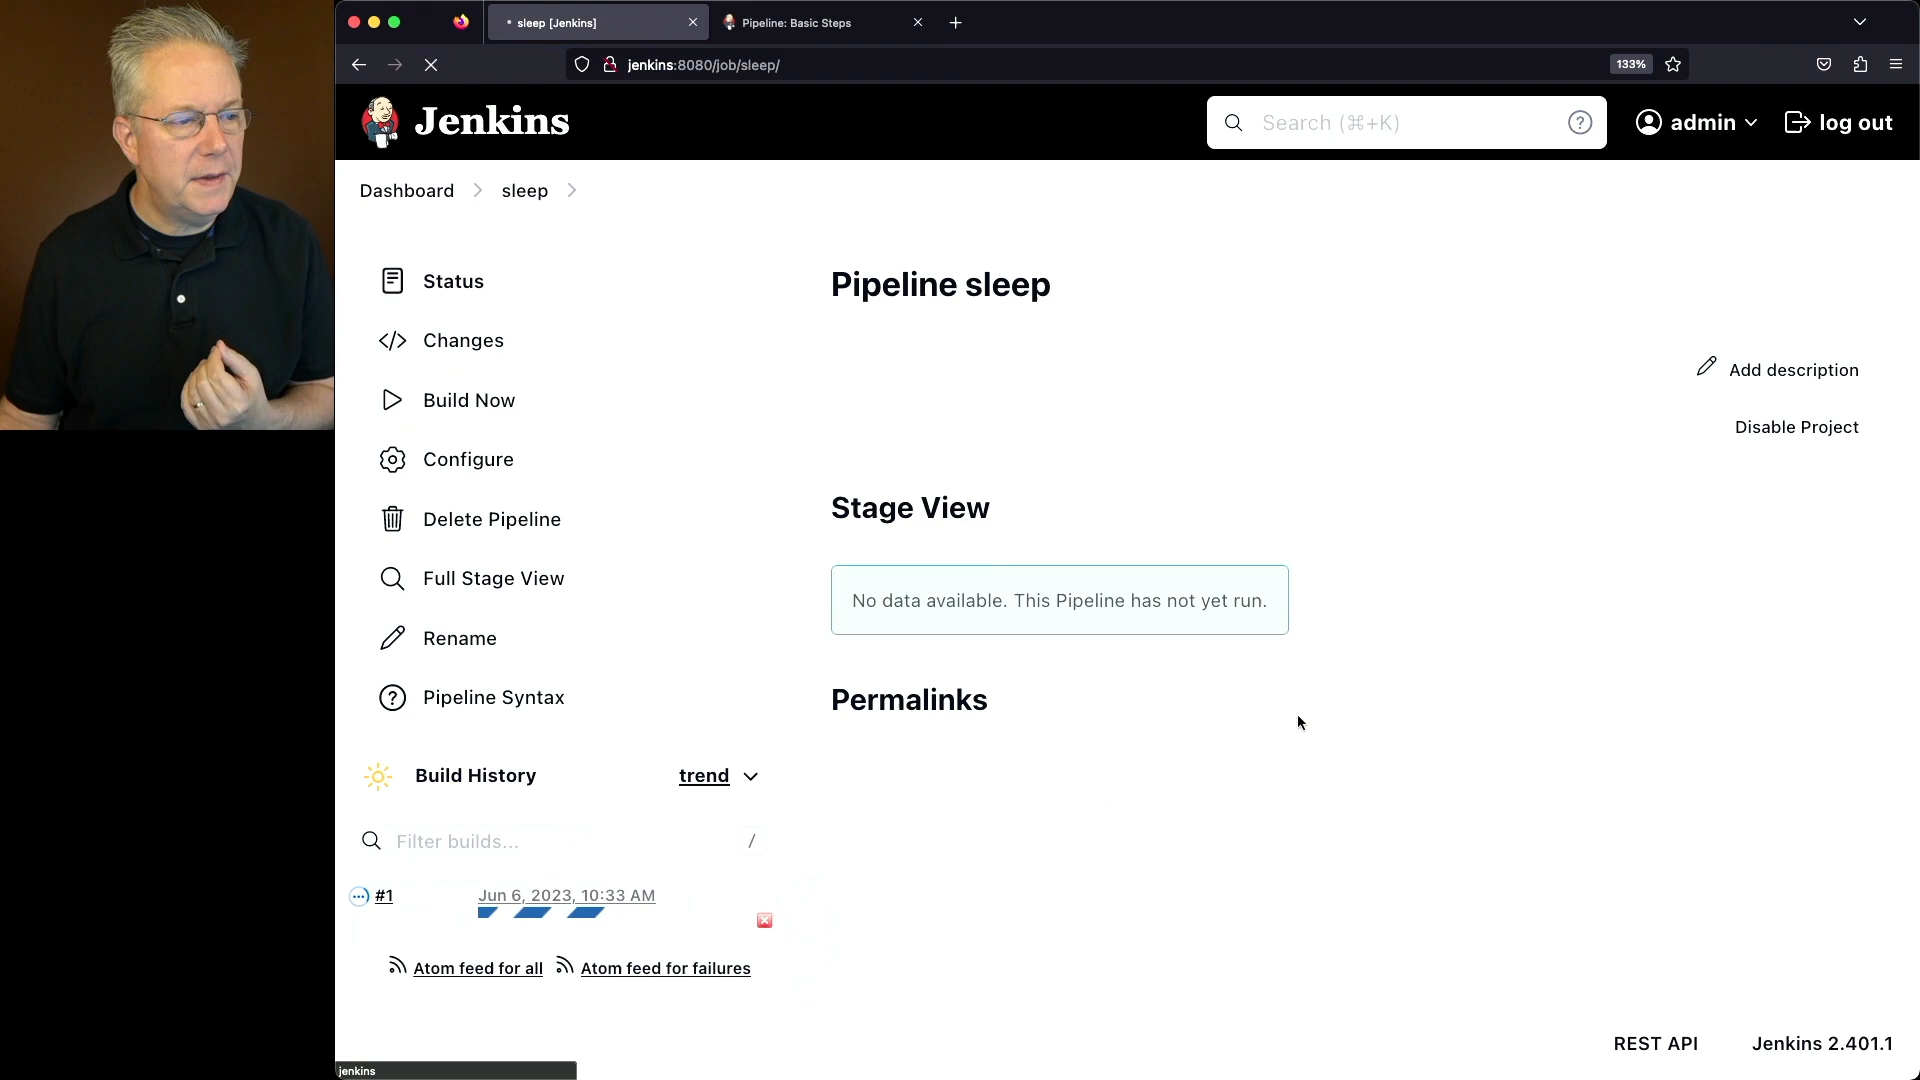 sleep [Jenkins]
Pipeline: Basic Steps
jenkins:8080/job/sleep/
133%
Jenkins
Search (⌘+K)
admin
log out
Dashboard
sleep
Status
Changes
Build Now
Configure
Delete Pipeline
Full Stage View
Rename
Pipeline Syntax
Pipeline sleep
Add description
Disable Project
Stage View
No data available. This Pipeline has not yet run.
Permalinks
Build History
trend
Filter builds...
/
#1
Jun 6, 2023, 10:33 AM
Atom feed for all
Atom feed for failures
REST API
Jenkins 2.401.1
jenkins